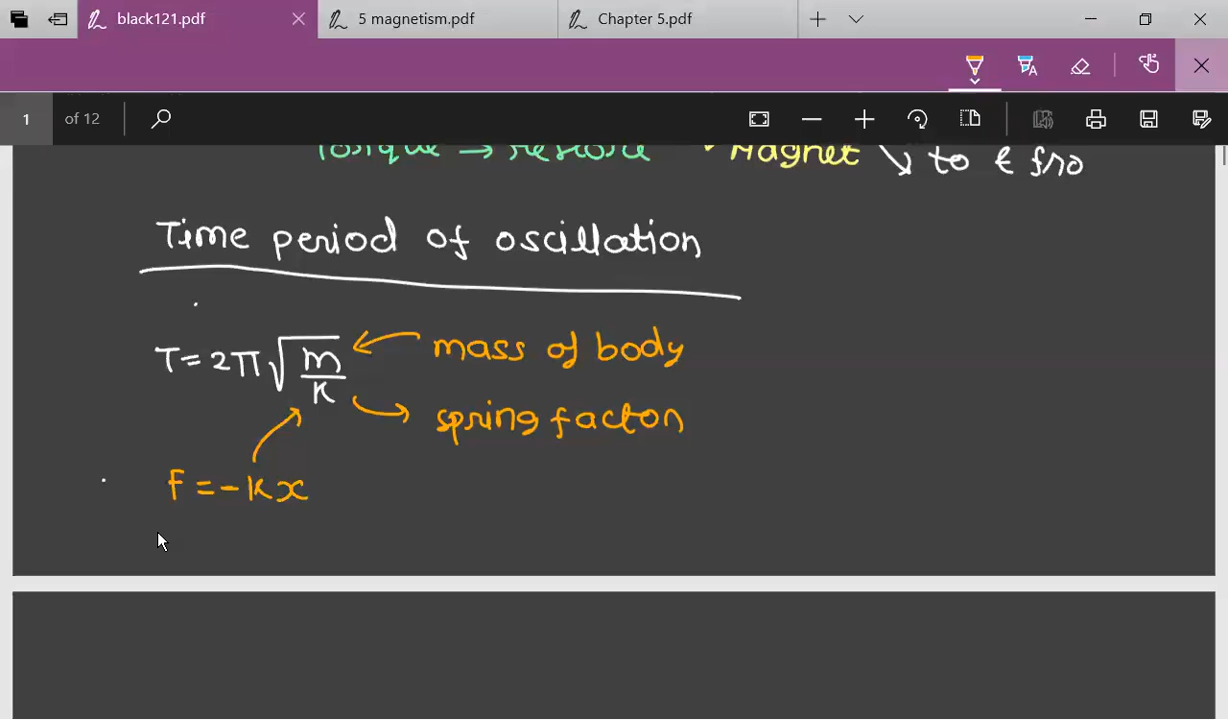 black121.pdf
5 magnetism.pdf
Chapter 5.pdf
1 of 12
Torque → restore • Magnet ↘ to & fro
Time period of oscillation
T = 2π√(m/K) ← mass of body
→ spring factor
F = -Kx